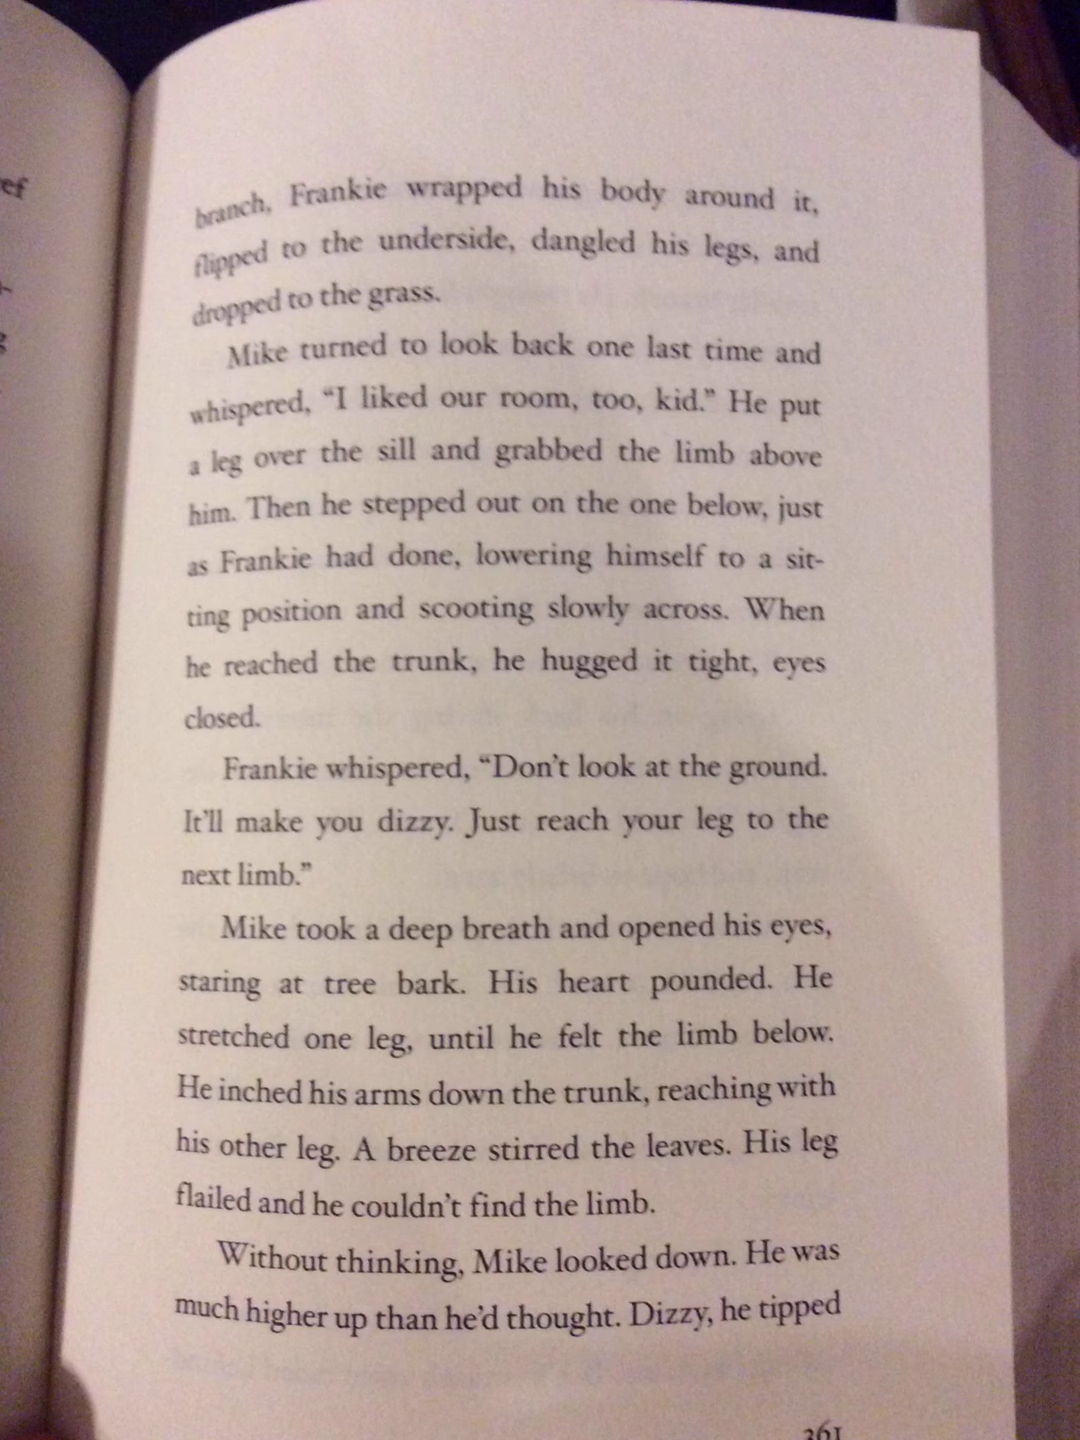 branch, Frankie wrapped his body around it,
flipped to the underside, dangled his legs, and
dropped to the grass.
Mike turned to look back one last time and
whispered, “I liked our room, too, kid.” He put
a leg over the sill and grabbed the limb above
him. Then he stepped out on the one below, just
as Frankie had done, lowering himself to a sit-
ting position and scooting slowly across. When
he reached the trunk, he hugged it tight, eyes
closed.
Frankie whispered, “Don’t look at the ground.
It’ll make you dizzy. Just reach your leg to the
next limb.”
Mike took a deep breath and opened his eyes,
staring at tree bark. His heart pounded. He
stretched one leg, until he felt the limb below.
He inched his arms down the trunk, reaching with
his other leg. A breeze stirred the leaves. His leg
flailed and he couldn’t find the limb.
Without thinking, Mike looked down. He was
much higher up than he’d thought. Dizzy, he tipped
361